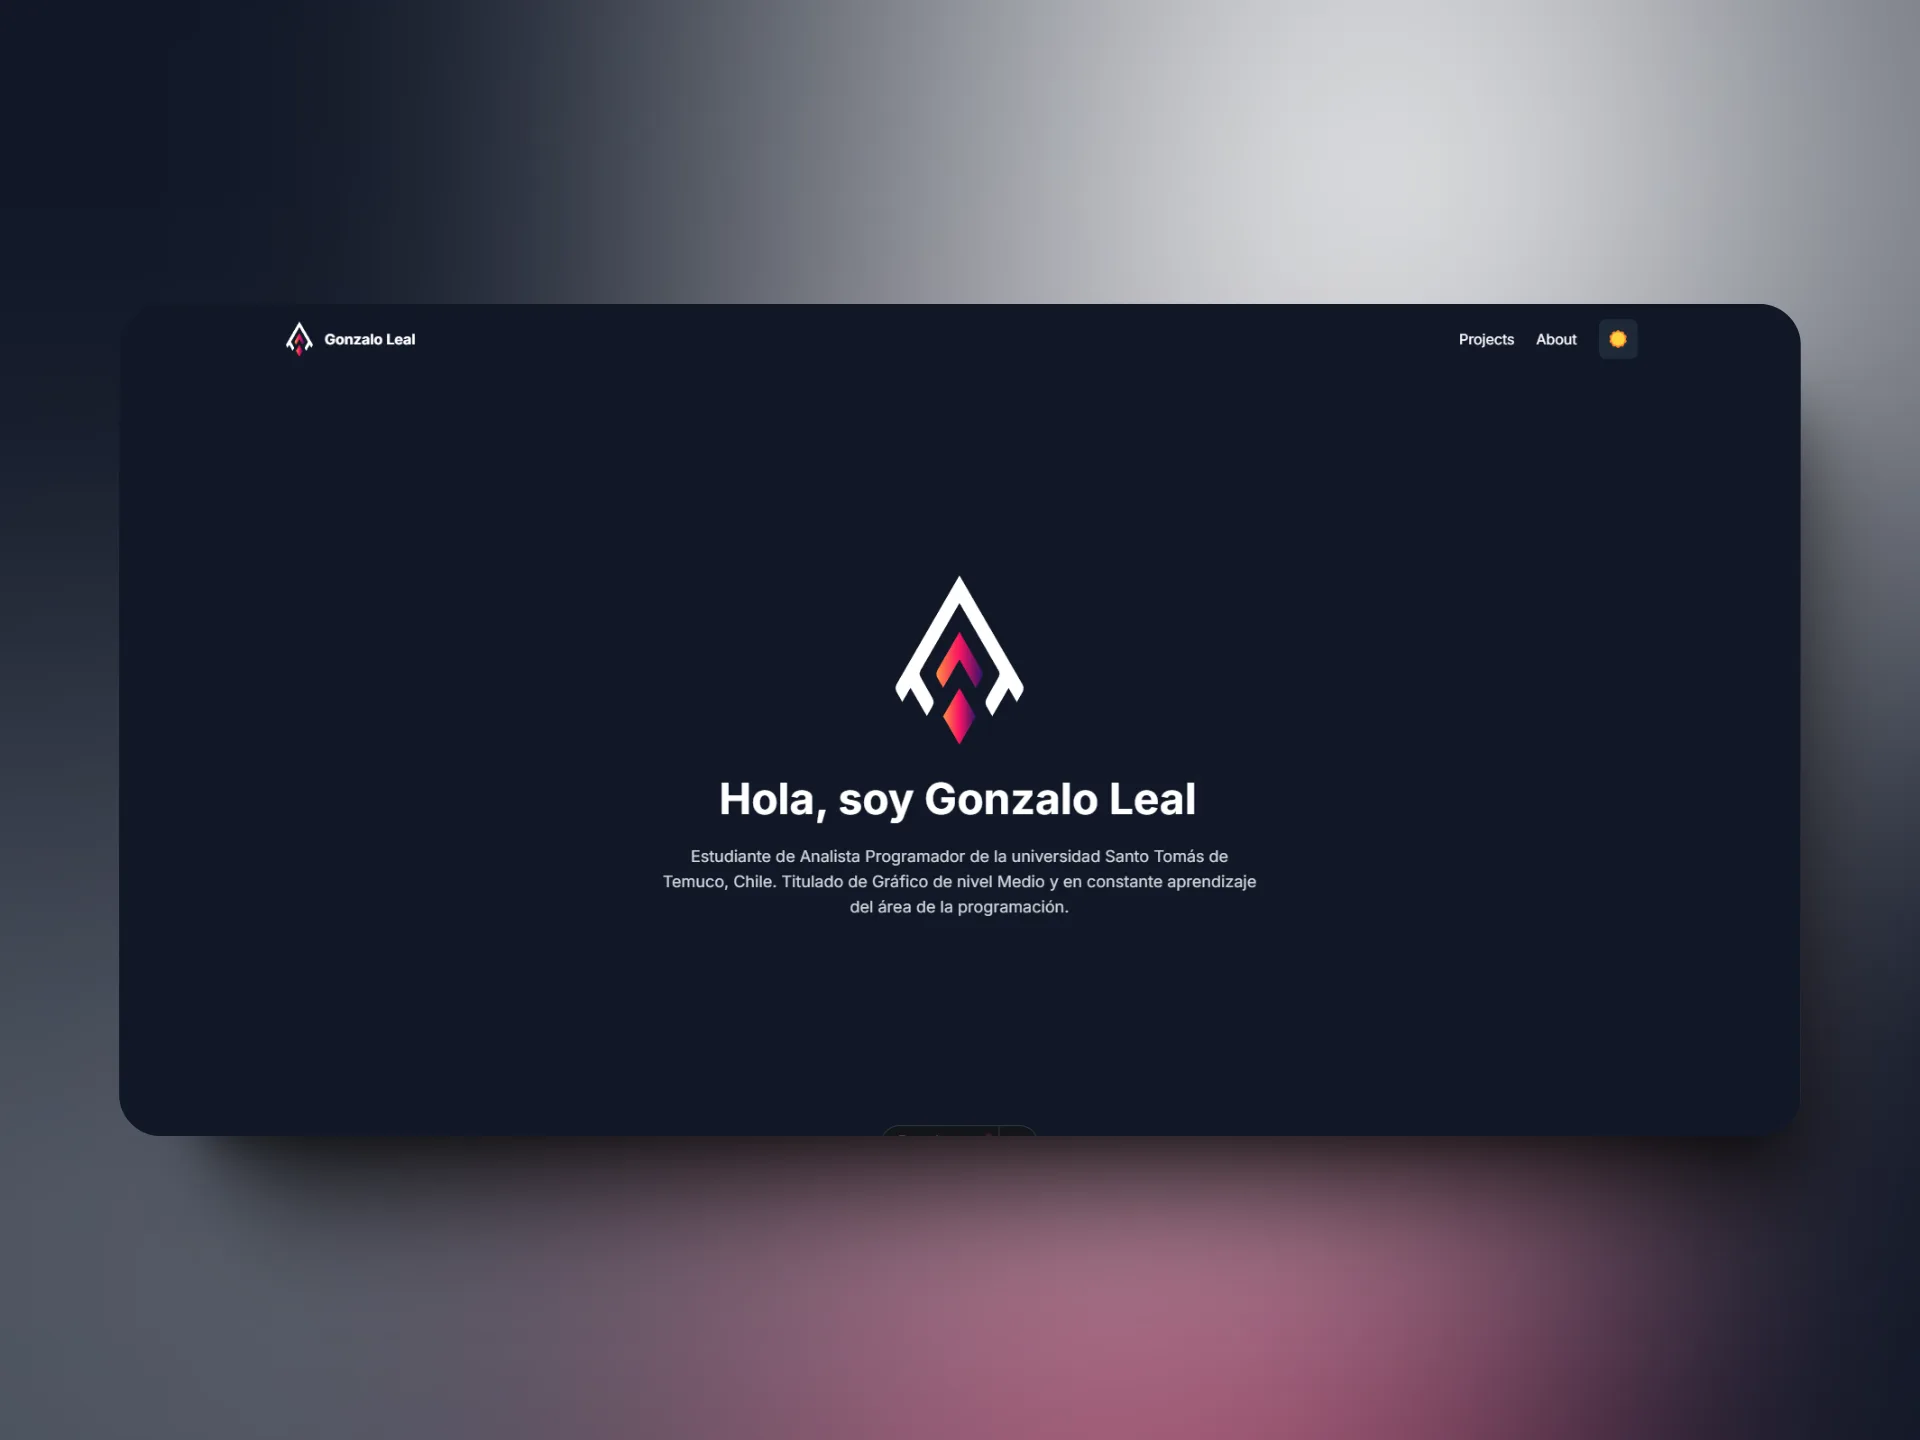 Gonzalo Leal
Projects
About
Hola, soy Gonzalo Leal
Estudiante de Analista Programador de la universidad Santo Tomás de
Temuco, Chile. Titulado de Gráfico de nivel Medio y en constante aprendizaje
del área de la programación.